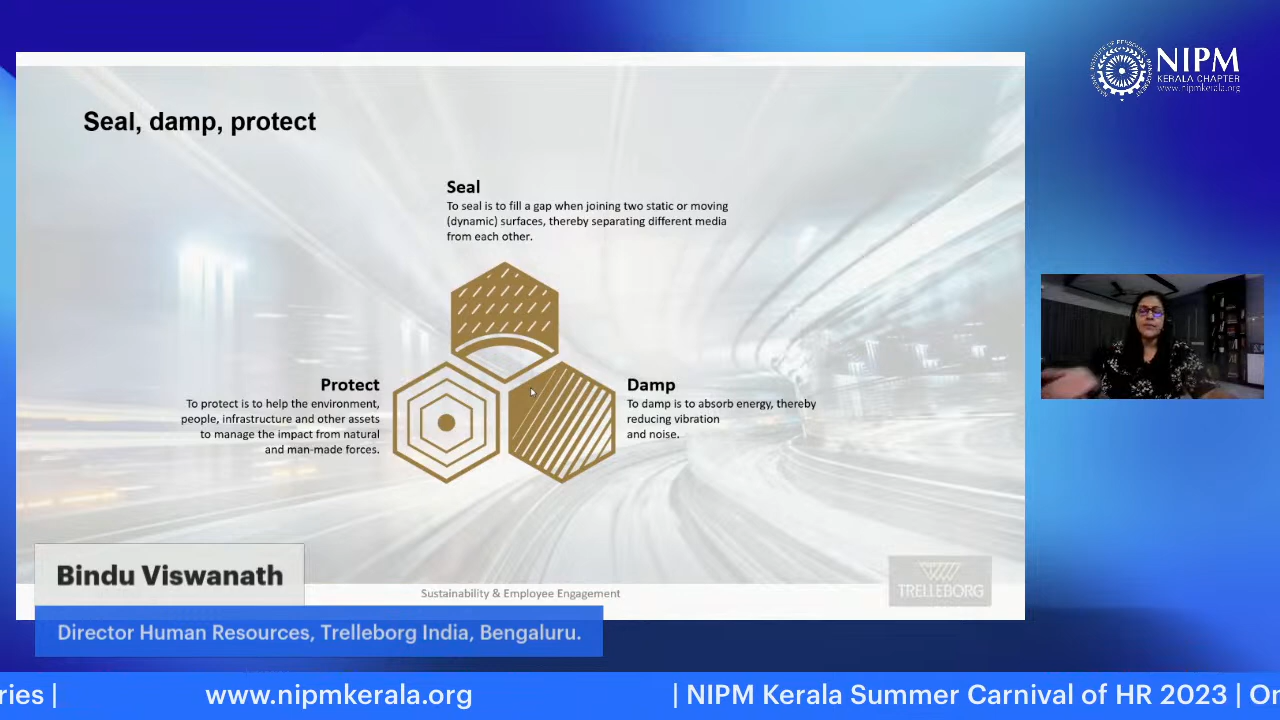 NIPM
KERALA CHAPTER
www.nipmkerala.org
Seal, damp, protect
Seal
To seal is to fill a gap when joining two static or moving
(dynamic) surfaces, thereby separating different media
from each other.
Protect
To protect is to help the environment,
people, infrastructure and other assets
to manage the impact from natural
and man-made forces.
Damp
To damp is to absorb energy, thereby
reducing vibration
and noise.
Bindu Viswanath
Sustainability & Employee Engagement
TRELLEBORG
Director Human Resources, Trelleborg India, Bengaluru.
ries | www.nipmkerala.org | NIPM Kerala Summer Carnival of HR 2023 | Or